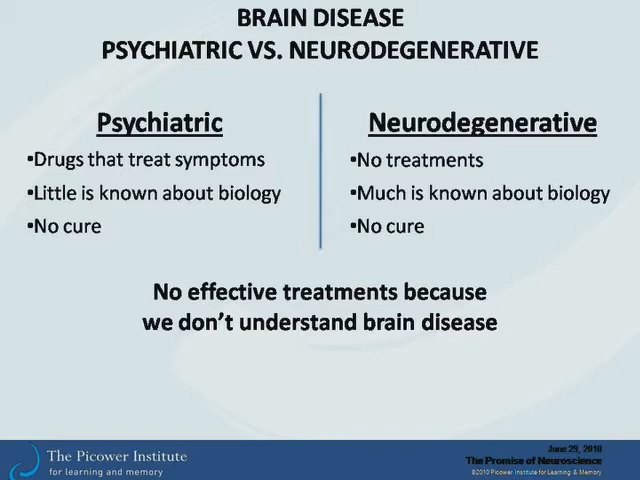 BRAIN DISEASE
PSYCHIATRIC VS. NEURODEGENERATIVE
Psychiatric
•Drugs that treat symptoms
•Little is known about biology
•No cure
Neurodegenerative
•No treatments
•Much is known about biology
•No cure
No effective treatments because
we don't understand brain disease
The Picower Institute
for learning and memory
June 29, 2010
The Promise of Neuroscience
©2010 Picower Institute for Learning & Memory